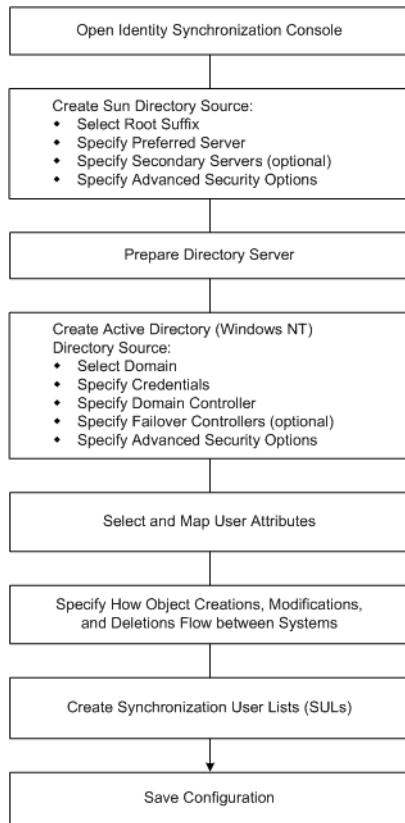 Open Identity Synchronization Console
Create Sun Directory Source:
◆ Select Root Suffix
◆ Specify Preferred Server
◆ Specify Secondary Servers (optional)
◆ Specify Advanced Security Options
Prepare Directory Server
Create Active Directory (Windows NT)
Directory Source:
◆ Select Domain
◆ Specify Credentials
◆ Specify Domain Controller
◆ Specify Failover Controllers (optional)
◆ Specify Advanced Security Options
Select and Map User Attributes
Specify How Object Creations, Modifications,
and Deletions Flow between Systems
Create Synchronization User Lists (SULs)
Save Configuration